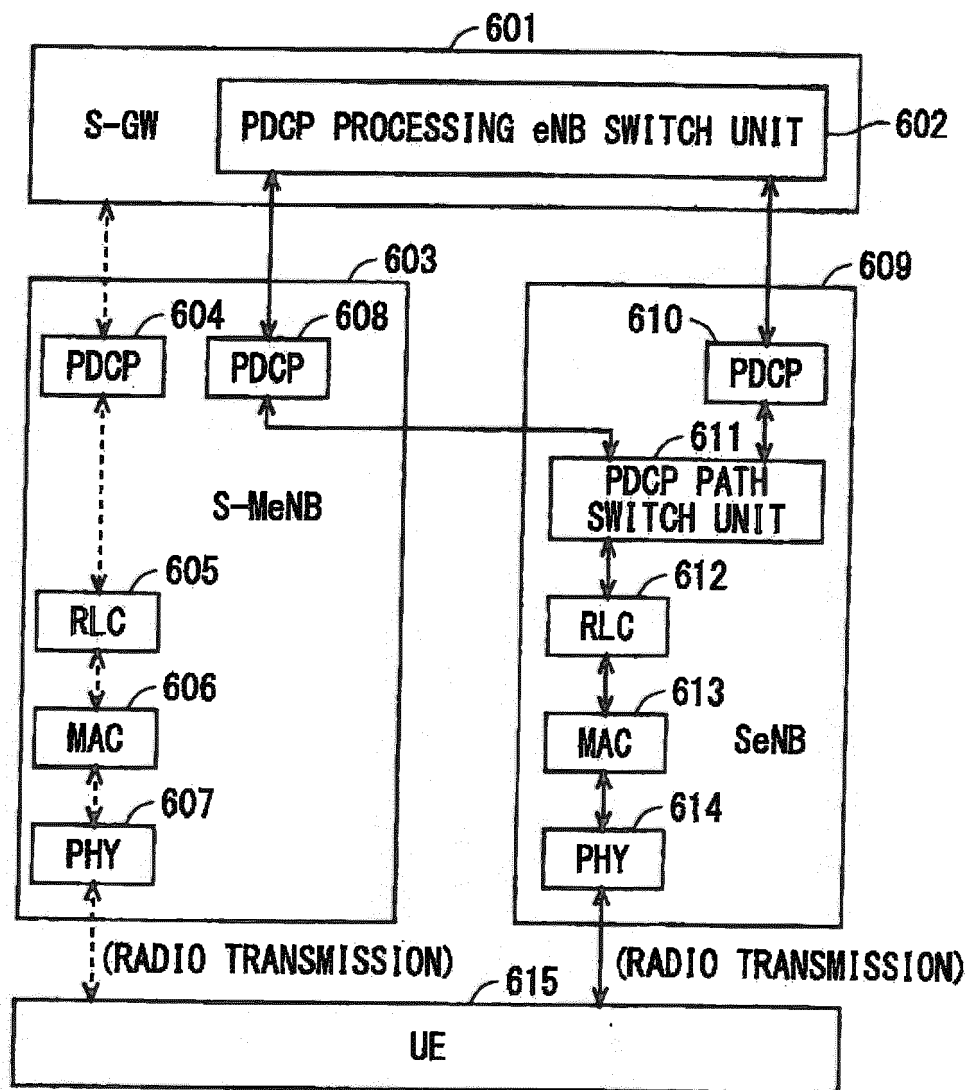 601
S-GW
PDCP PROCESSING eNB SWITCH UNIT
602
603
609
604
608
610
PDCP
PDCP
PDCP
611
PDCP PATH
SWITCH UNIT
S-MeNB
605
612
RLC
RLC
606
613
MAC
MAC
SeNB
607
614
PHY
PHY
(RADIO TRANSMISSION)
(RADIO TRANSMISSION)
615
UE